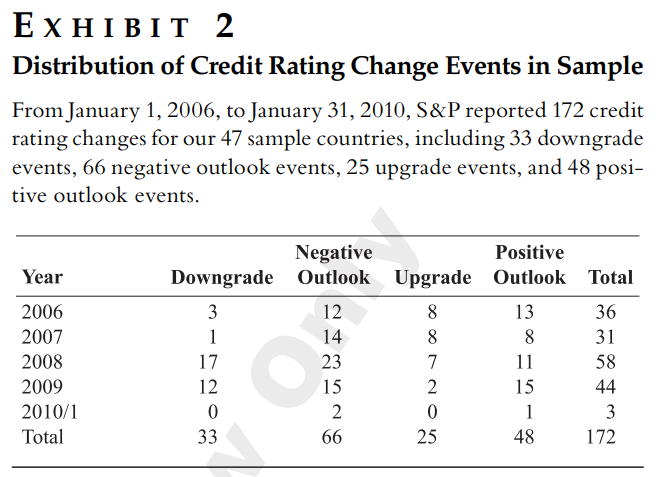 EXHIBIT 2
Distribution of Credit Rating Change Events in Sample
From January 1, 2006, to January 31, 2010, S&P reported 172 credit
rating changes for our 47 sample countries, including 33 downgrade
events, 66 negative outlook events, 25 upgrade events, and 48 posi-
tive outlook events.
Negative Positive
Year Downgrade Outlook Upgrade Outlook Total
2006 3 12 8 13 36
2007 1 14 8 8 31
2008 17 23 7 11 58
2009 12 15 2 15 44
2010/1 0 2 0 1 3
Total 33 66 25 48 172
w Only